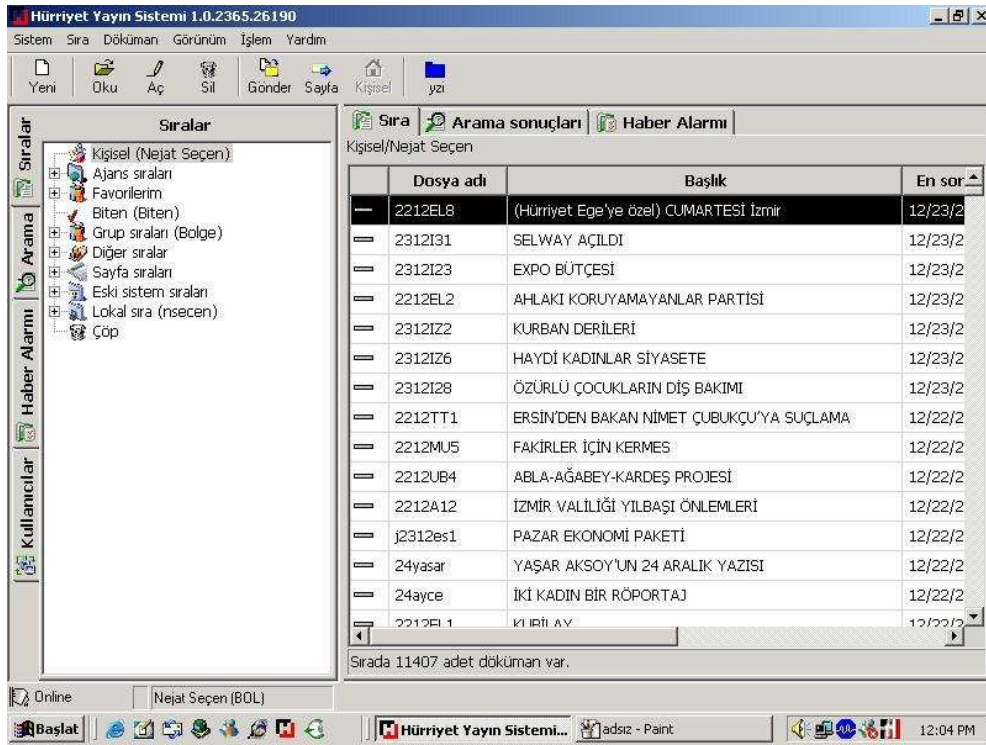 Hürriyet Yayın Sistemi 1.0.2365.26190
Sistem Sıra Döküman Görünüm İşlem Yardım
Yeni Oku Aç Sil Gönder Sayfa Kişisel yzi
Sıralar
Arama
Haber Alarmı
Kullanıcılar
Sıralar
Kişisel (Nejat Seçen)
Ajans sıraları
Favorilerim
Biten (Biten)
Grup sıraları (Bolge)
Diğer sıralar
Sayfa sıraları
Eski sistem sıraları
Lokal sıra (nsecen)
Çöp
Sıra Arama sonuçları Haber Alarmı
Kişisel/Nejat Seçen
Dosya adı Başlık En sor
2212EL8 (Hürriyet Ege'ye özel) CUMARTESİ İzmir 12/23/2
2312I31 SELWAY AÇILDI 12/23/2
2312I23 EXPO BÜTÇESİ 12/23/2
2212EL2 AHLAKI KORUYAMAYANLAR PARTİSİ 12/23/2
2312IZ2 KURBAN DERİLERİ 12/23/2
2312IZ6 HAYDİ KADINLAR SİYASETE 12/23/2
2312I28 ÖZÜRLÜ ÇOCUKLARIN DİŞ BAKIMI 12/23/2
2212TT1 ERSİN'DEN BAKAN NİMET ÇUBUKÇU'YA SUÇLAMA 12/22/2
2212MU5 FAKİRLER İÇİN KERMES 12/22/2
2212UB4 ABLA-AĞABEY-KARDEŞ PROJESİ 12/22/2
2212A12 İZMİR VALİLİĞİ YILBAŞI ÖNLEMLERİ 12/22/2
j2312es1 PAZAR EKONOMİ PAKETİ 12/22/2
24yasar YAŞAR AKSOY'UN 24 ARALIK YAZISI 12/22/2
24ayce İKİ KADIN BİR RÖPORTAJ 12/22/2
2212EL1 KUBİLAY 12/22/2
Sırada 11407 adet döküman var.
Online Nejat Seçen (BOL)
Başlat Hürriyet Yayın Sistemi... adsız - Paint 12:04 PM